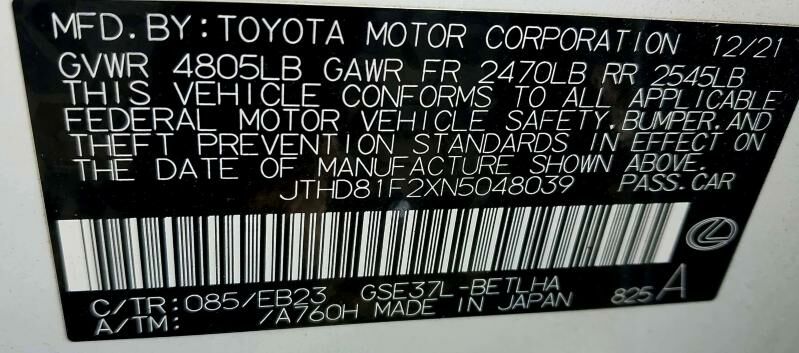 MFD. BY: TOYOTA MOTOR CORPORATION 12/21
GVWR 4805LB GAWR FR 2470LB RR 2545LB
THIS VEHICLE CONFORMS TO ALL APPLICABLE
FEDERAL MOTOR VEHICLE SAFETY, BUMPER, AND
THEFT PREVENTION STANDARDS IN EFFECT ON
THE DATE OF MANUFACTURE SHOWN ABOVE.
JTHD81F2XN5048039 PASS. CAR
C/TR: 085/EB23 GSE37L-BETLHA
A/TM: /A760H MADE IN JAPAN 825 A